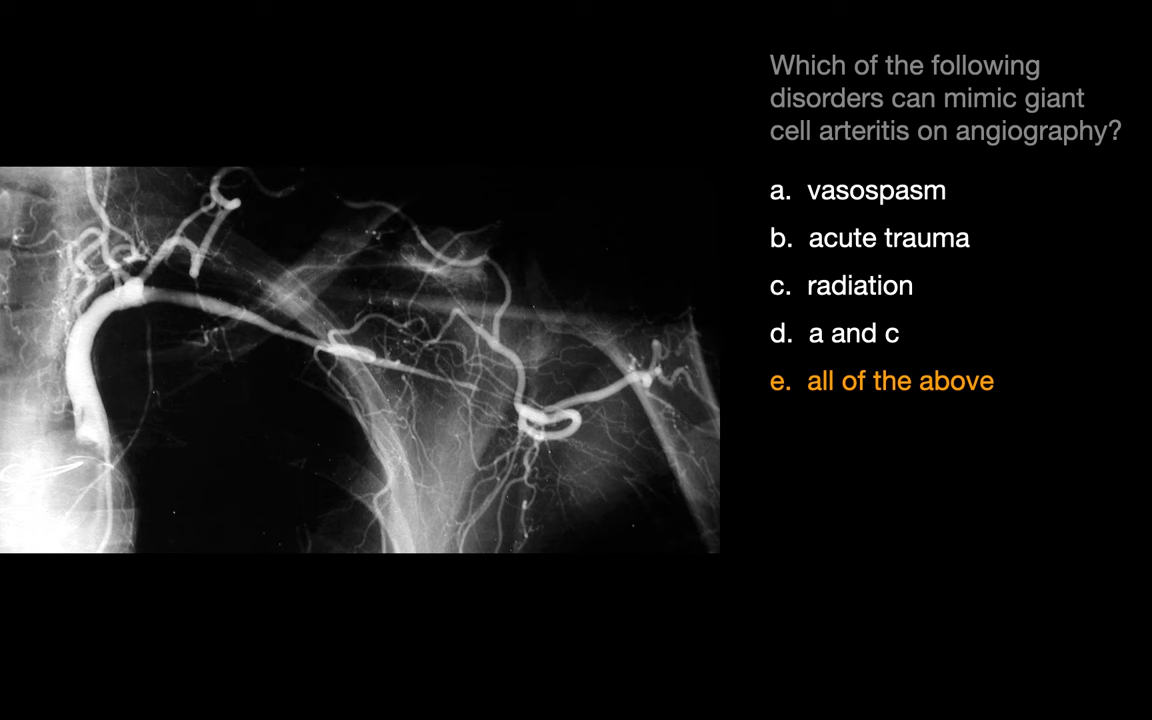 Which of the following
disorders can mimic giant
cell arteritis on angiography?
a. vasospasm
b. acute trauma
c. radiation
d. a and c
e. all of the above